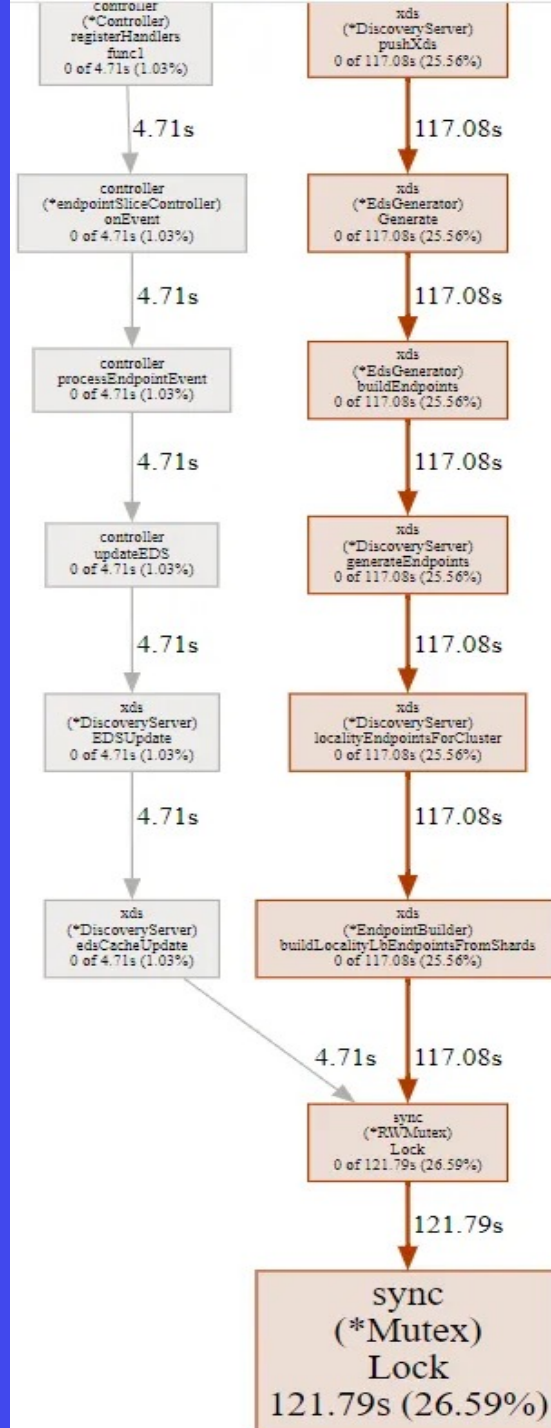 controller
(*Controller)
registerHandlers
func1
0 of 4.71s (1.03%)
4.71s
controller
(*endpointSliceController)
onEvent
0 of 4.71s (1.03%)
4.71s
controller
processEndpointEvent
0 of 4.71s (1.03%)
4.71s
controller
updateEDS
0 of 4.71s (1.03%)
4.71s
xds
(*DiscoveryServer)
EDSUpdate
0 of 4.71s (1.03%)
4.71s
xds
(*DiscoveryServer)
edsCacheUpdate
0 of 4.71s (1.03%)
4.71s
xds
(*DiscoveryServer)
pushXds
0 of 117.08s (25.56%)
117.08s
xds
(*EdsGenerator)
Generate
0 of 117.08s (25.56%)
117.08s
xds
(*EdsGenerator)
buildEndpoints
0 of 117.08s (25.56%)
117.08s
xds
(*DiscoveryServer)
generateEndpoints
0 of 117.08s (25.56%)
117.08s
xds
(*DiscoveryServer)
localityEndpointsForCluster
0 of 117.08s (25.56%)
117.08s
xds
(*EndpointBuilder)
buildLocalityLbEndpointsFromShards
0 of 117.08s (25.56%)
117.08s
sync
(*RWMutex)
Lock
0 of 121.79s (26.59%)
121.79s
sync
(*Mutex)
Lock
121.79s (26.59%)